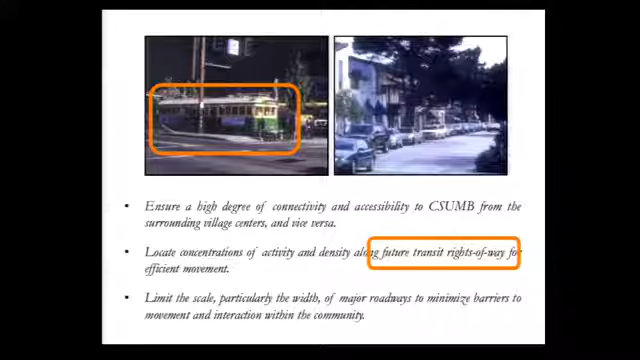 • Ensure a high degree of connectivity and accessibility to CSUMB from the
surrounding village centers, and vice versa.
• Locate concentrations of activity and density along future transit rights-of-way for
efficient movement.
• Limit the scale, particularly the width, of major roadways to minimize barriers to
movement and interaction within the community.